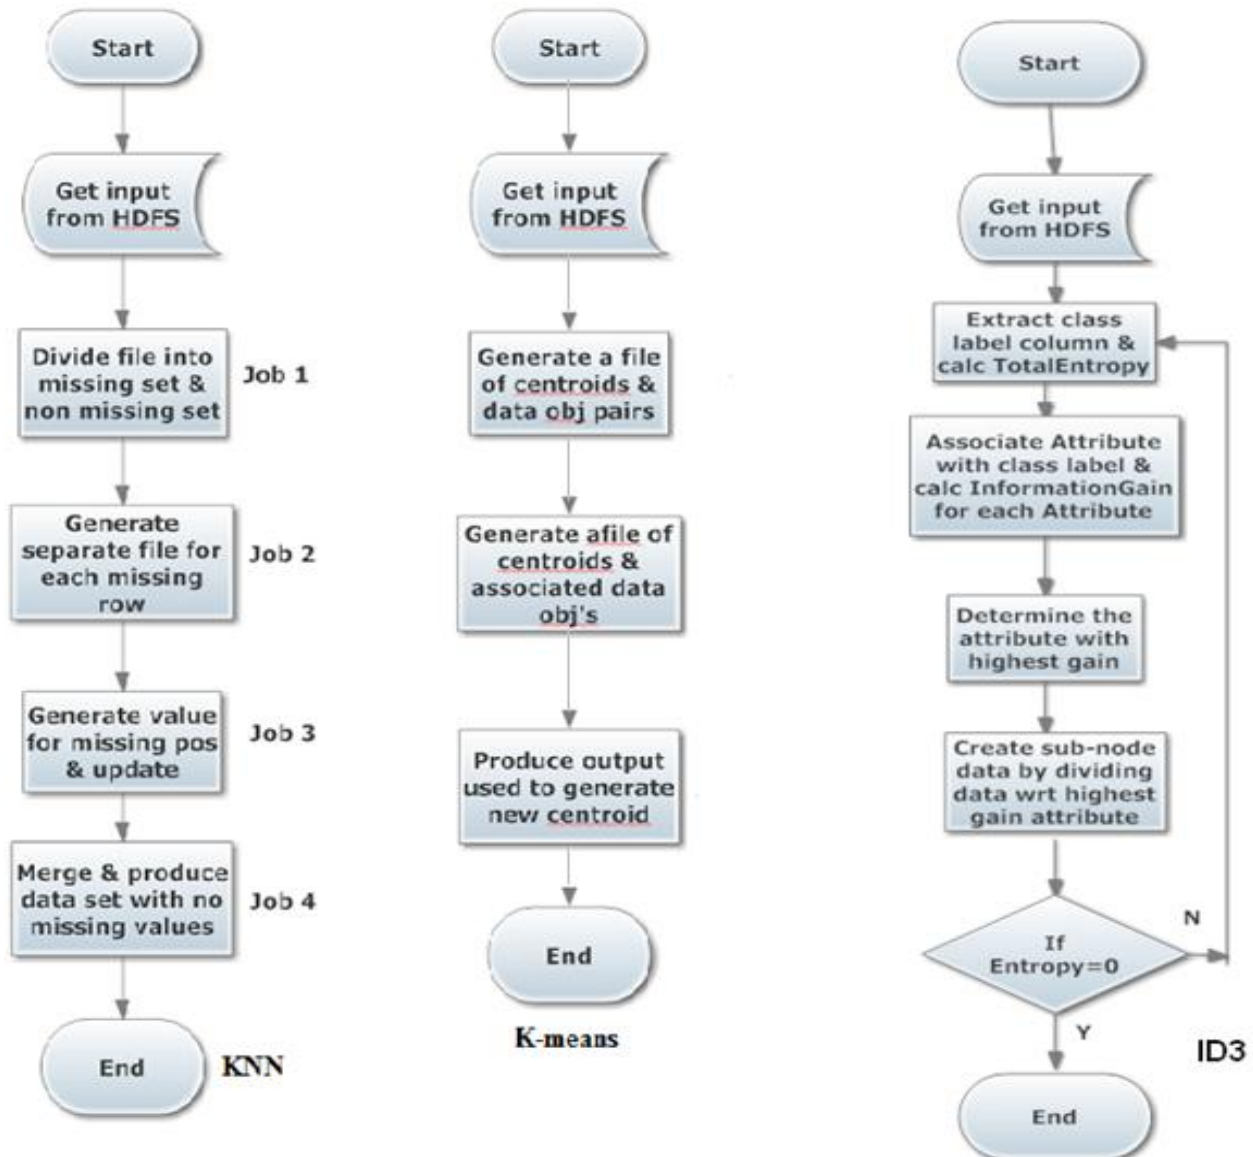 Start
Get input
from HDFS
Divide file into
missing set &
non missing set
Job 1
Generate
separate file for
each missing
row
Job 2
Generate value
for missing pos
& update
Job 3
Merge & produce
data set with no
missing values
Job 4
End
KNN
Start
Get input
from HDFS
Generate a file
of centroids &
data obj pairs
Generate afile of
centroids &
associated data
obj's
Produce output
used to generate
new centroid
End
K-means
Start
Get input
from HDFS
Extract class
label column &
calc TotalEntropy
Associate Attribute
with class label &
calc InformationGain
for each Attribute
Determine the
attribute with
highest gain
Create sub-node
data by dividing
data wrt highest
gain attribute
If
Entropy=0
N
Y
End
ID3